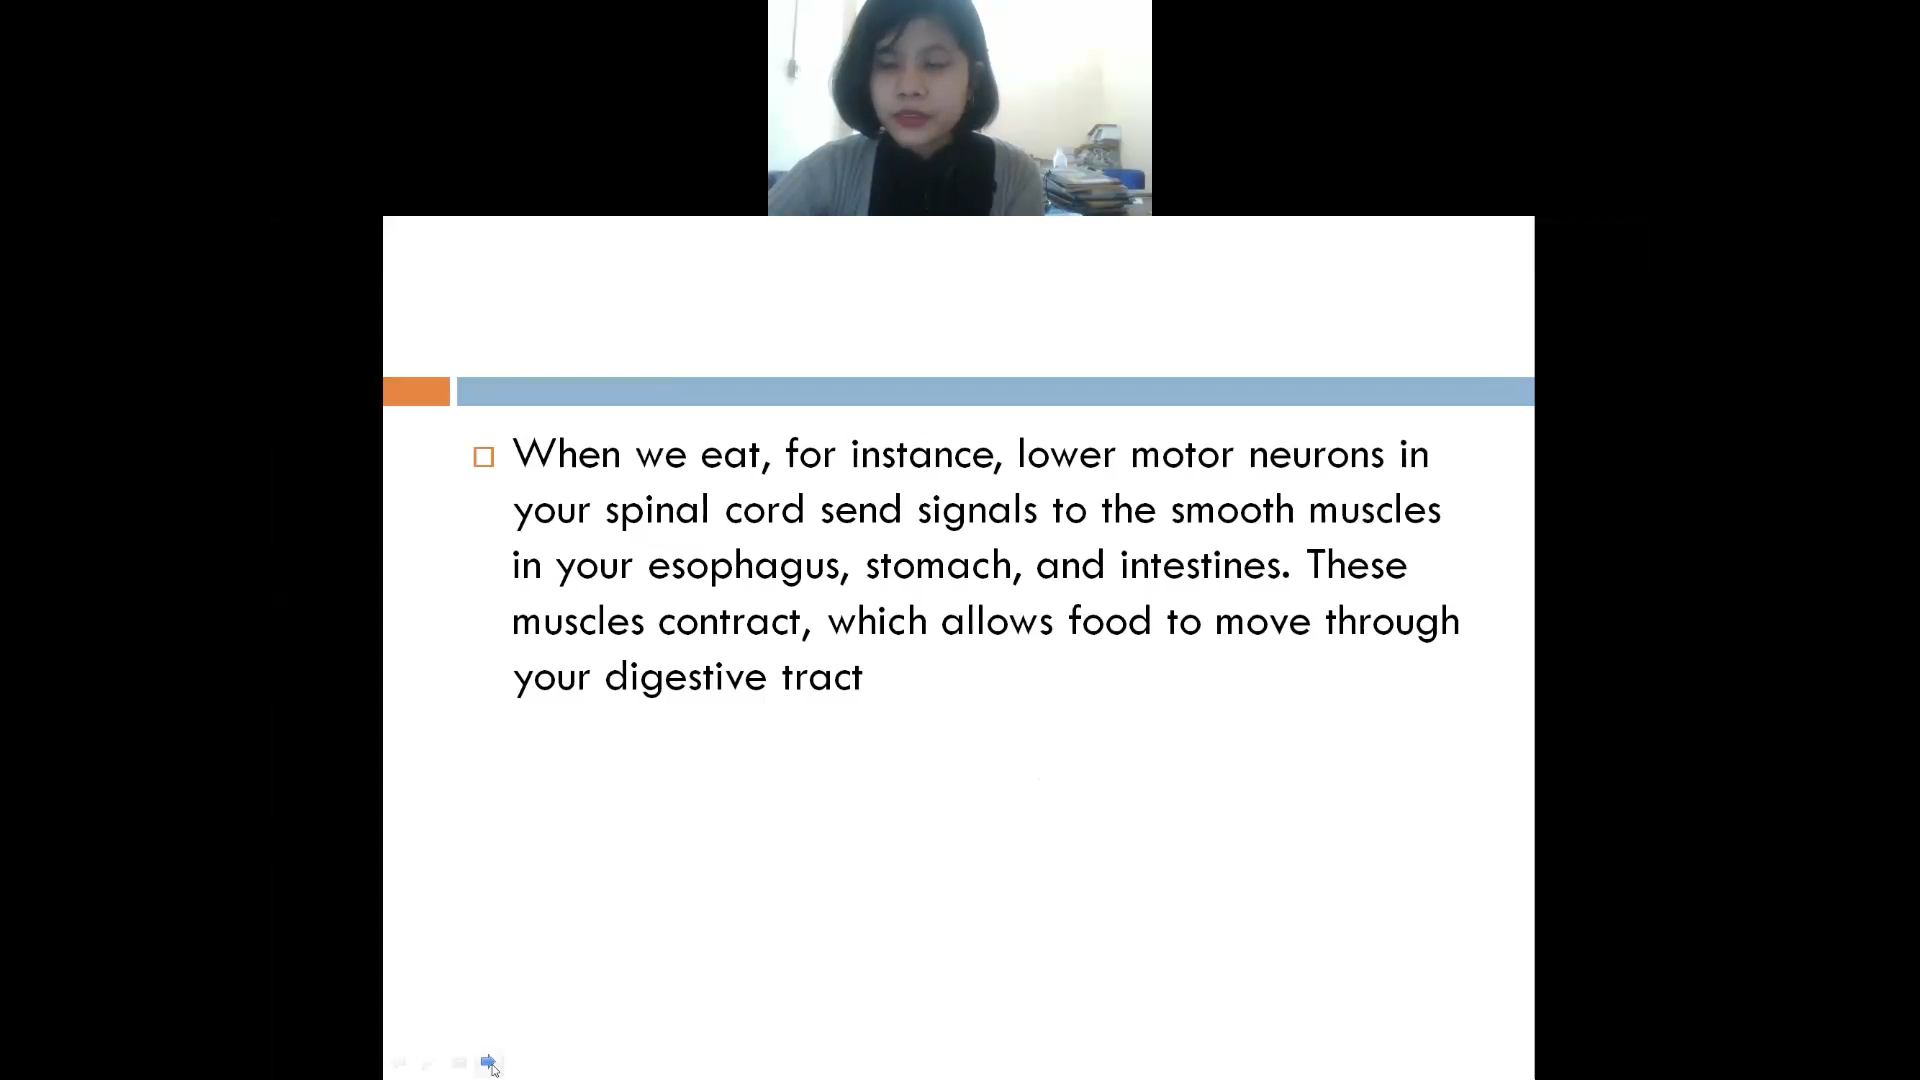 When we eat, for instance, lower motor neurons in
your spinal cord send signals to the smooth muscles
in your esophagus, stomach, and intestines. These
muscles contract, which allows food to move through
your digestive tract